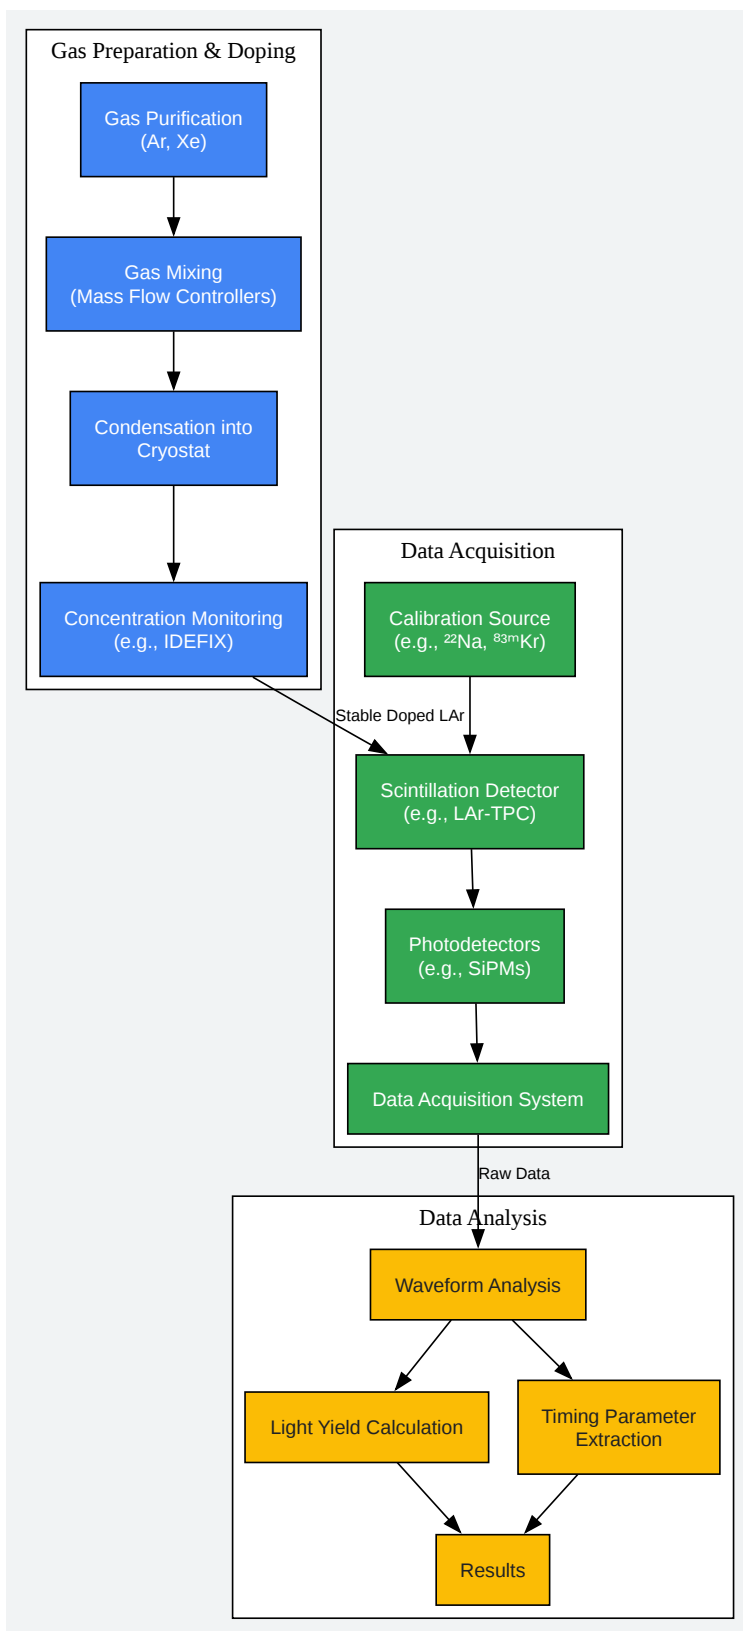 Gas Preparation & Doping
Gas Purification
(Ar, Xe)
Gas Mixing
(Mass Flow Controllers)
Condensation into
Cryostat
Concentration Monitoring
(e.g., IDEFIX)
Data Acquisition
Calibration Source
(e.g., ²²Na, ⁸³ᵐKr)
Stable Doped LAr
Scintillation Detector
(e.g., LAr-TPC)
Photodetectors
(e.g., SiPMs)
Data Acquisition System
Raw Data
Data Analysis
Waveform Analysis
Light Yield Calculation
Timing Parameter
Extraction
Results